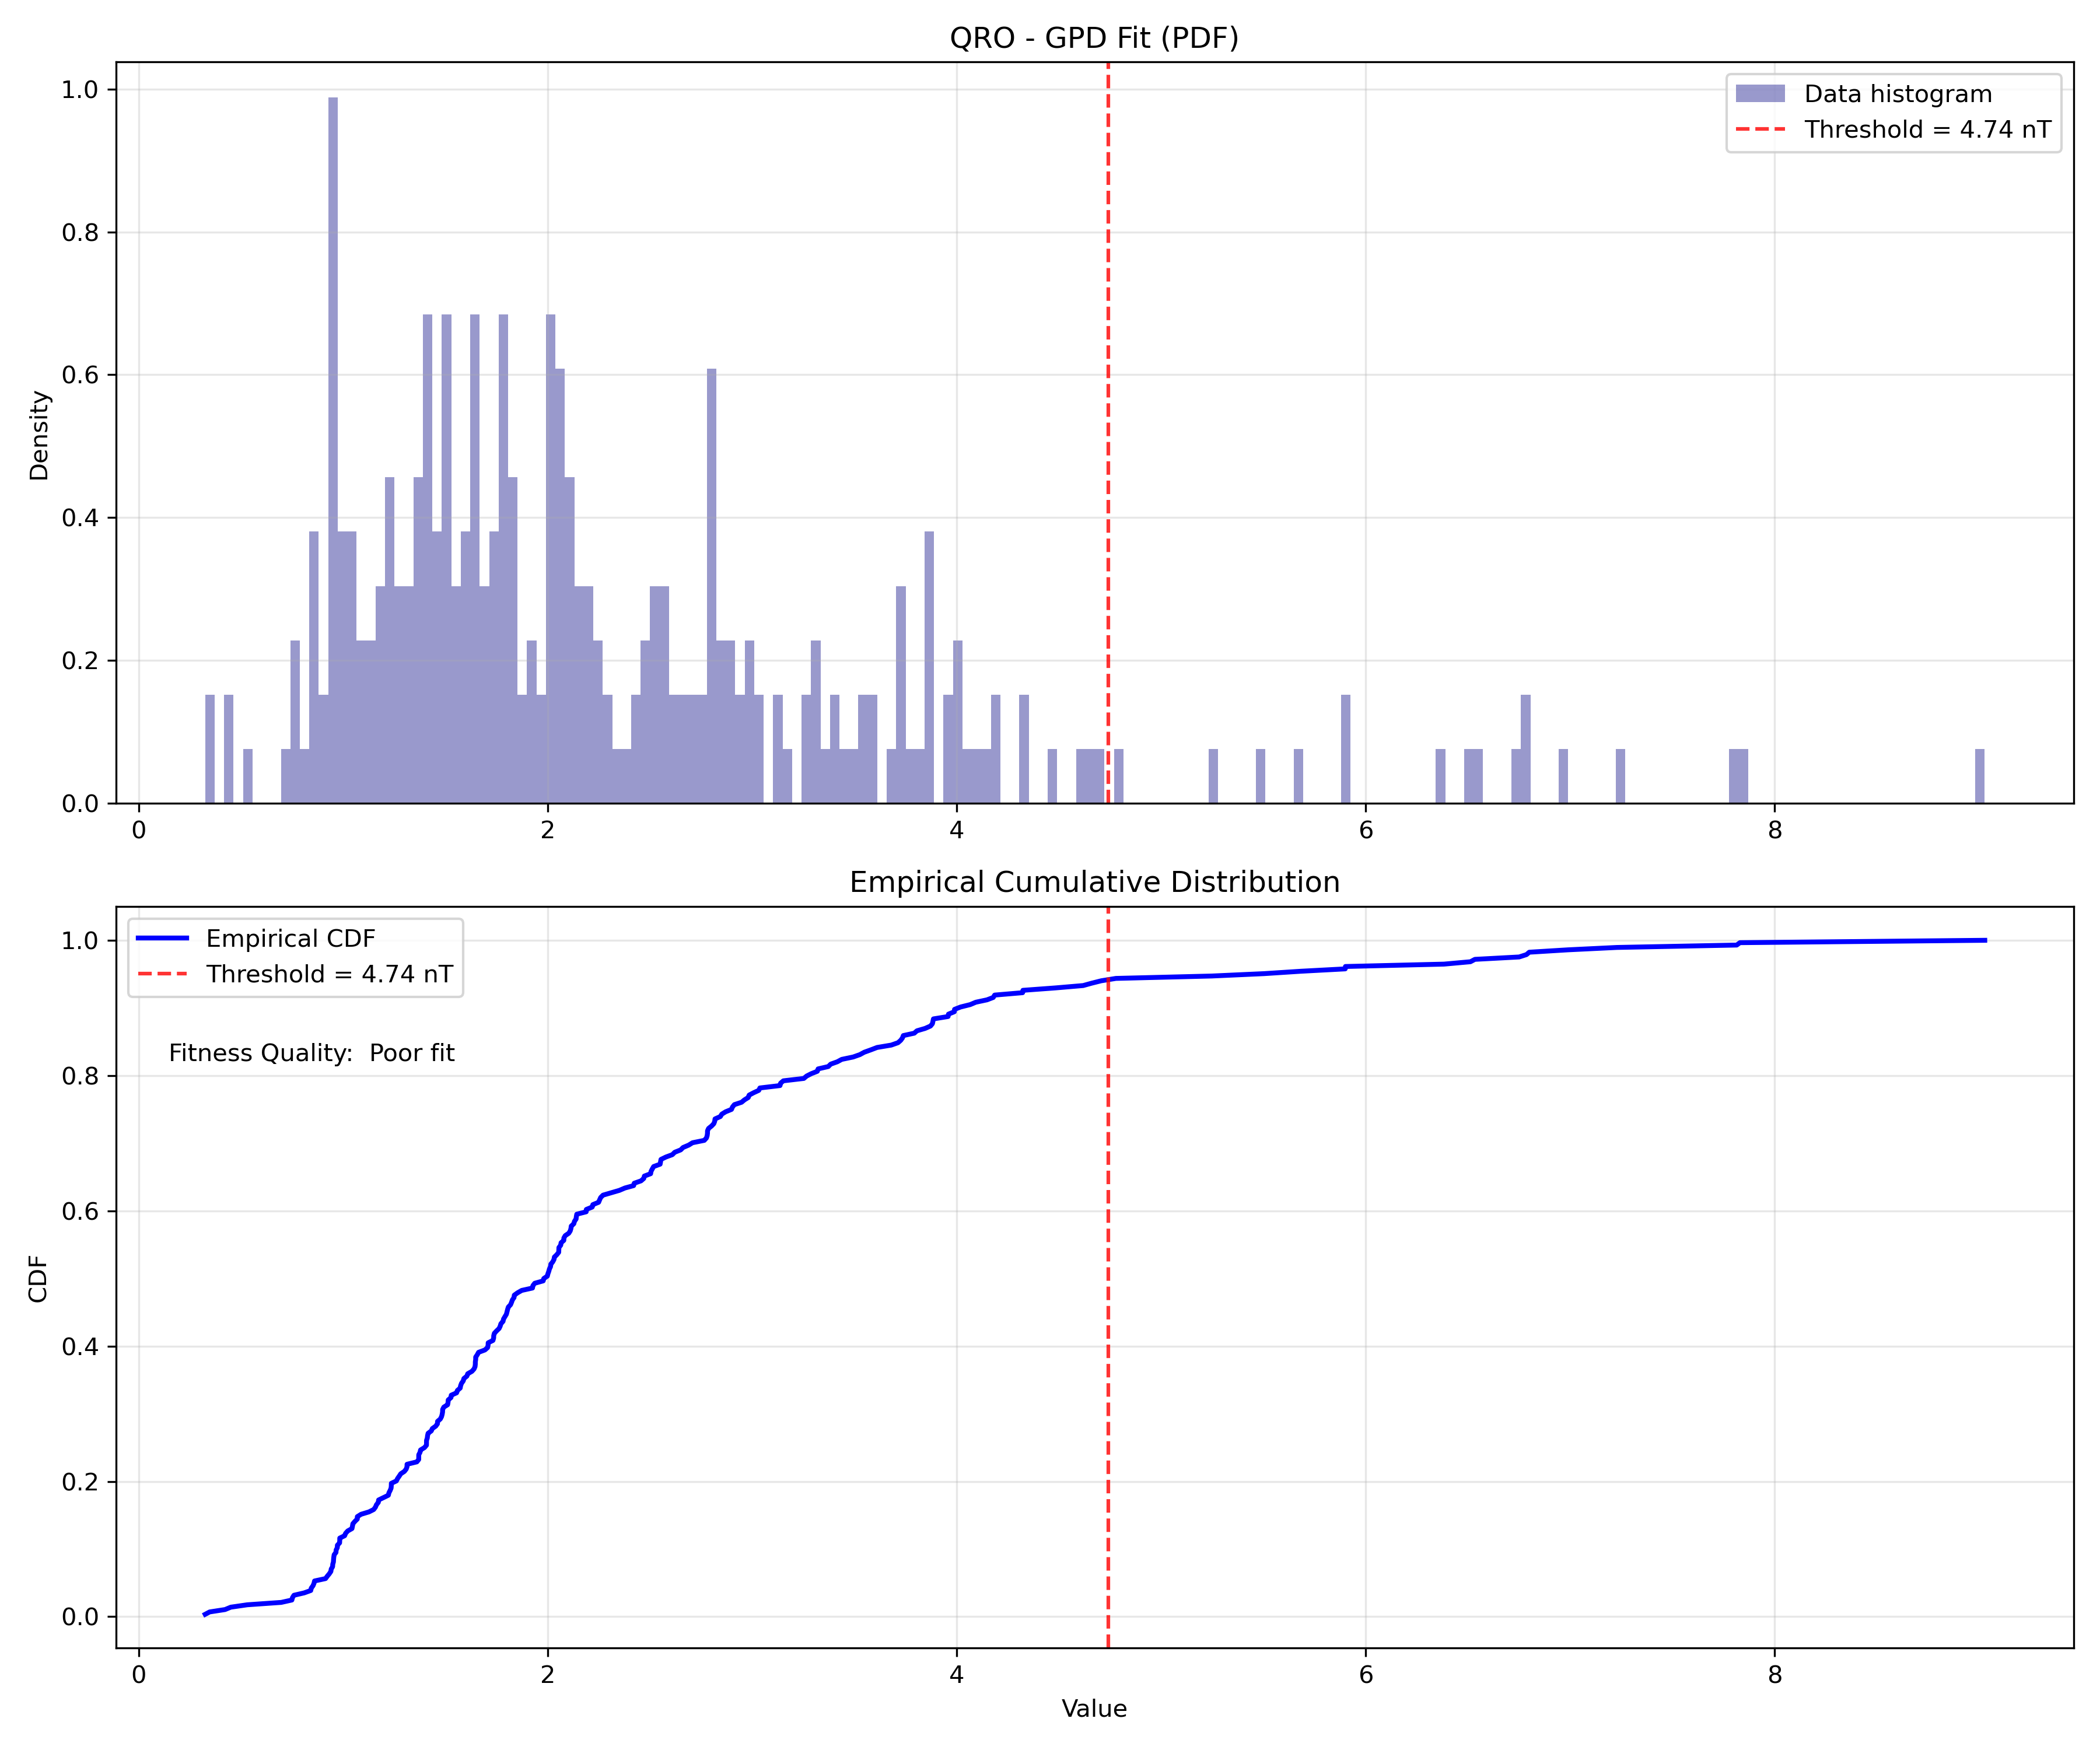 QRO - GPD Fit (PDF)
Density
1.0
0.8
0.6
0.4
0.2
0.0
Data histogram
Threshold = 4.74 nT
0 2 4 6 8
Empirical Cumulative Distribution
CDF
1.0
0.8
0.6
0.4
0.2
0.0
Empirical CDF
Threshold = 4.74 nT
Fitness Quality:  Poor fit
0 2 4 6 8
Value